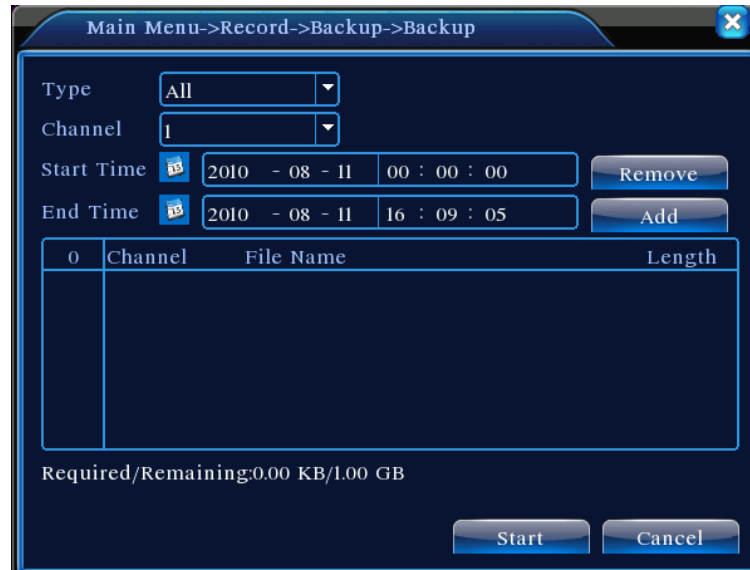 Main Menu->Record->Backup->Backup
Type All
Channel 1
Start Time 15 2010 - 08 - 11 00 : 00 : 00 Remove
End Time 15 2010 - 08 - 11 16 : 09 : 05 Add
0 Channel File Name Length
Required/Remaining:0.00 KB/1.00 GB
Start Cancel